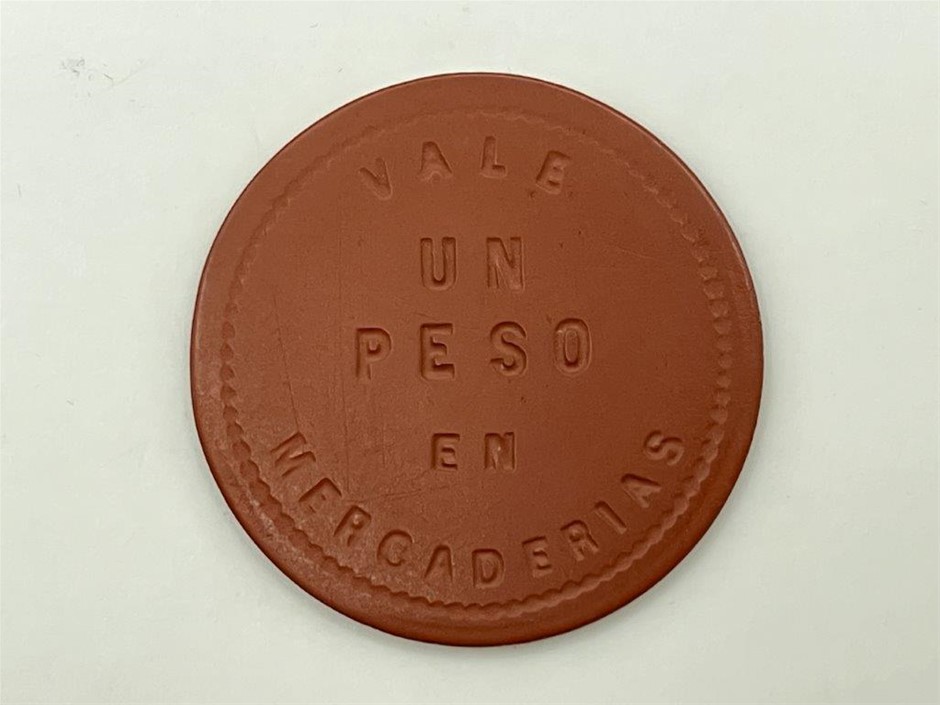 VALE
UN
PESO
EN
MERCADERIAS